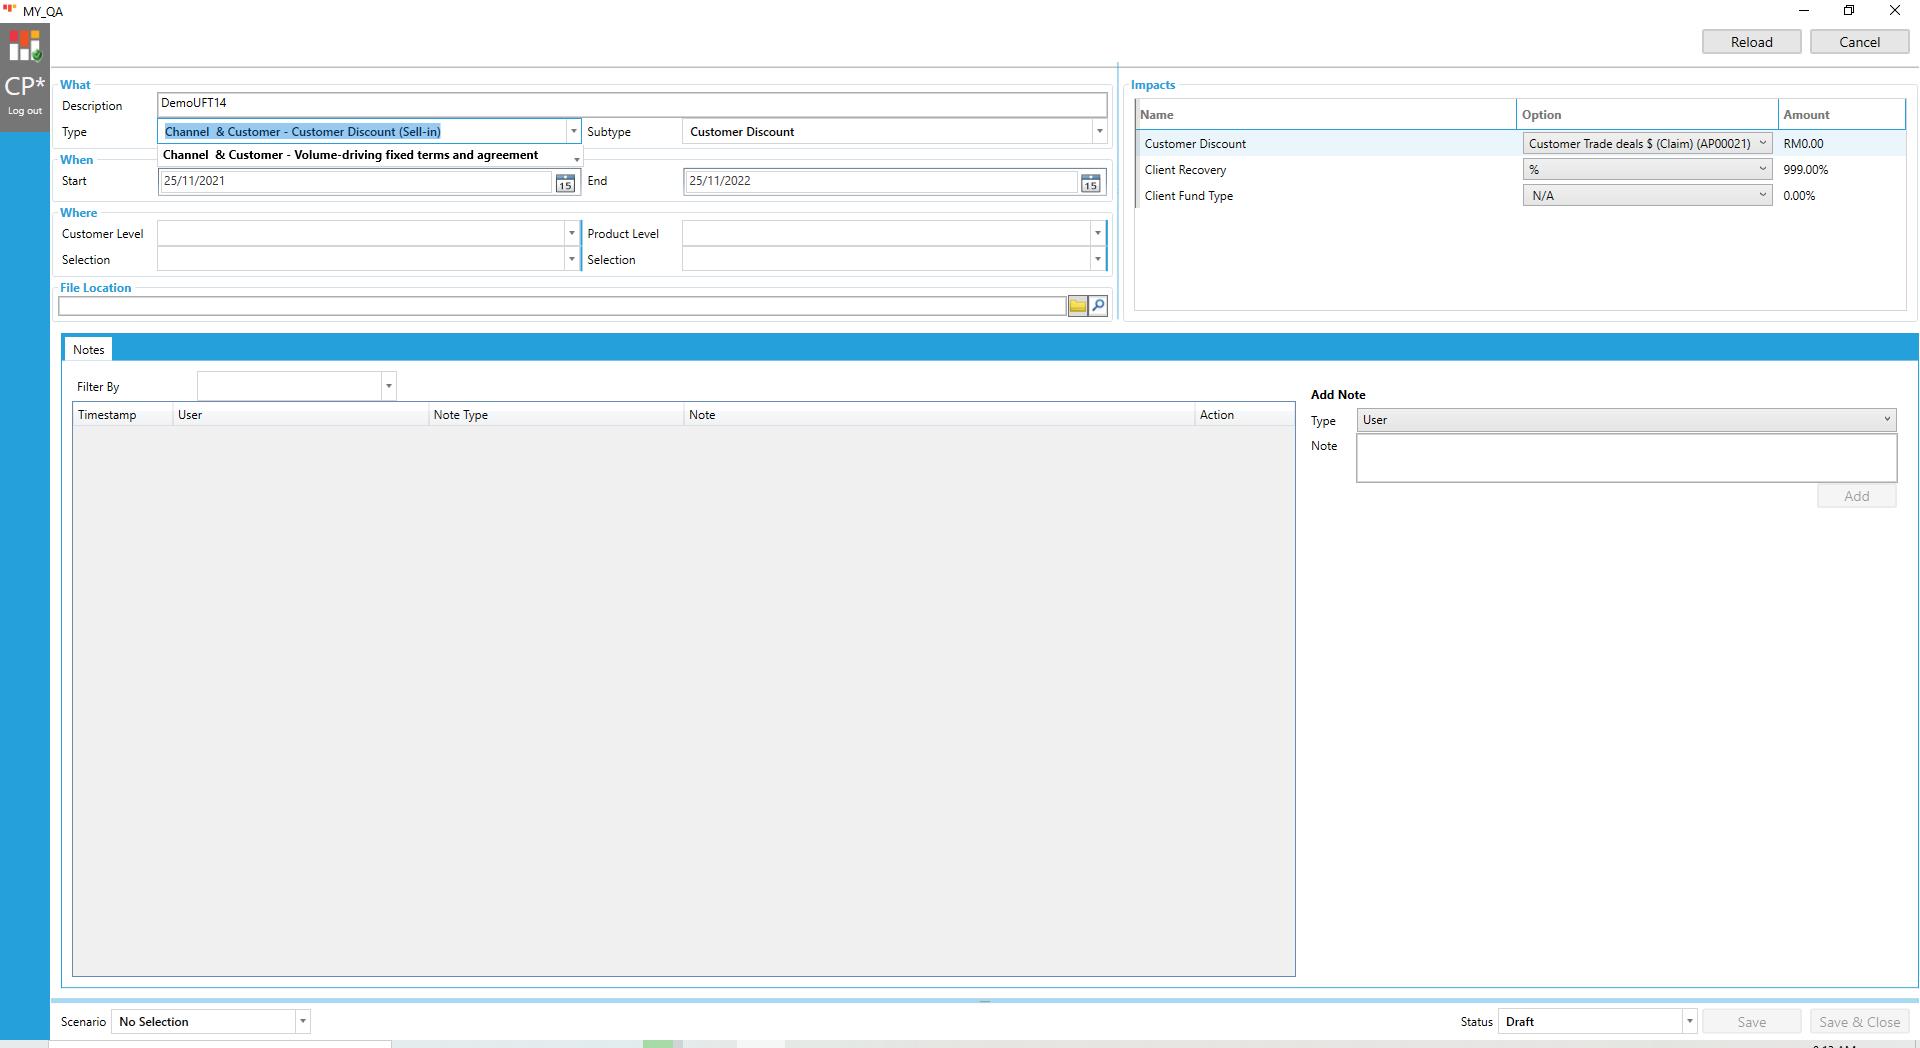 MY_QA
Reload Cancel
CP*
Log out
What
Description DemoUFT14
Type Channel  & Customer - Customer Discount (Sell-in) Subtype Customer Discount
Channel  & Customer - Volume-driving fixed terms and agreement
When
Start 25/11/2021 15 End 25/11/2022 15
Where
Customer Level Product Level
Selection Selection
File Location
Impacts
Name Option Amount
Customer Discount Customer Trade deals $ (Claim) (AP00021) RM0.00
Client Recovery % 999.00%
Client Fund Type N/A 0.00%
Notes
Filter By
Timestamp User Note Type Note Action
Add Note
Type User
Note
Add
Scenario No Selection Status Draft Save Save & Close